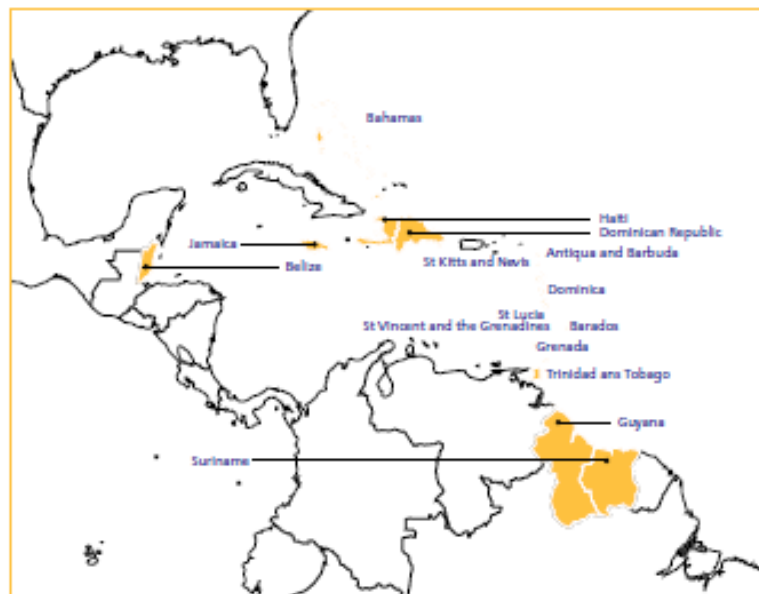 Bahamas
Haiti
Dominican Republic
Jamaica
Antiqua and Barbuda
St Kitts and Nevis
Belize
Dominica
St Lucia
St Vincent and the Grenadines
Barados
Grenada
Trinidad ans Tobago
Guyana
Suriname